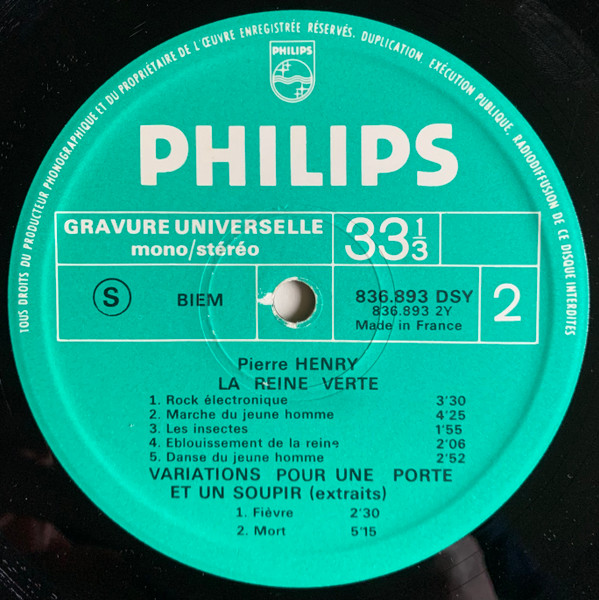 TOUS DROITS DU PRODUCTEUR PHONOGRAPHIQUE ET DU PROPRIÉTAIRE DE L'ŒUVRE ENREGISTRÉE RÉSERVÉS. DUPLICATION, EXÉCUTION PUBLIQUE, RADIODIFFUSION DE CE DISQUE INTERDITES
PHILIPS
PHILIPS
GRAVURE UNIVERSELLE
mono/stéréo
33 1/3
S
BIEM
836.893 DSY
836.893 2Y
Made in France
2
Pierre HENRY
LA REINE VERTE
1. Rock électronique 3'30
2. Marche du jeune homme 4'25
3. Les insectes 1'55
4. Eblouissement de la reine 2'06
5. Danse du jeune homme 2'52
VARIATIONS POUR UNE PORTE
ET UN SOUPIR (extraits)
1. Fièvre 2'30
2. Mort 5'15